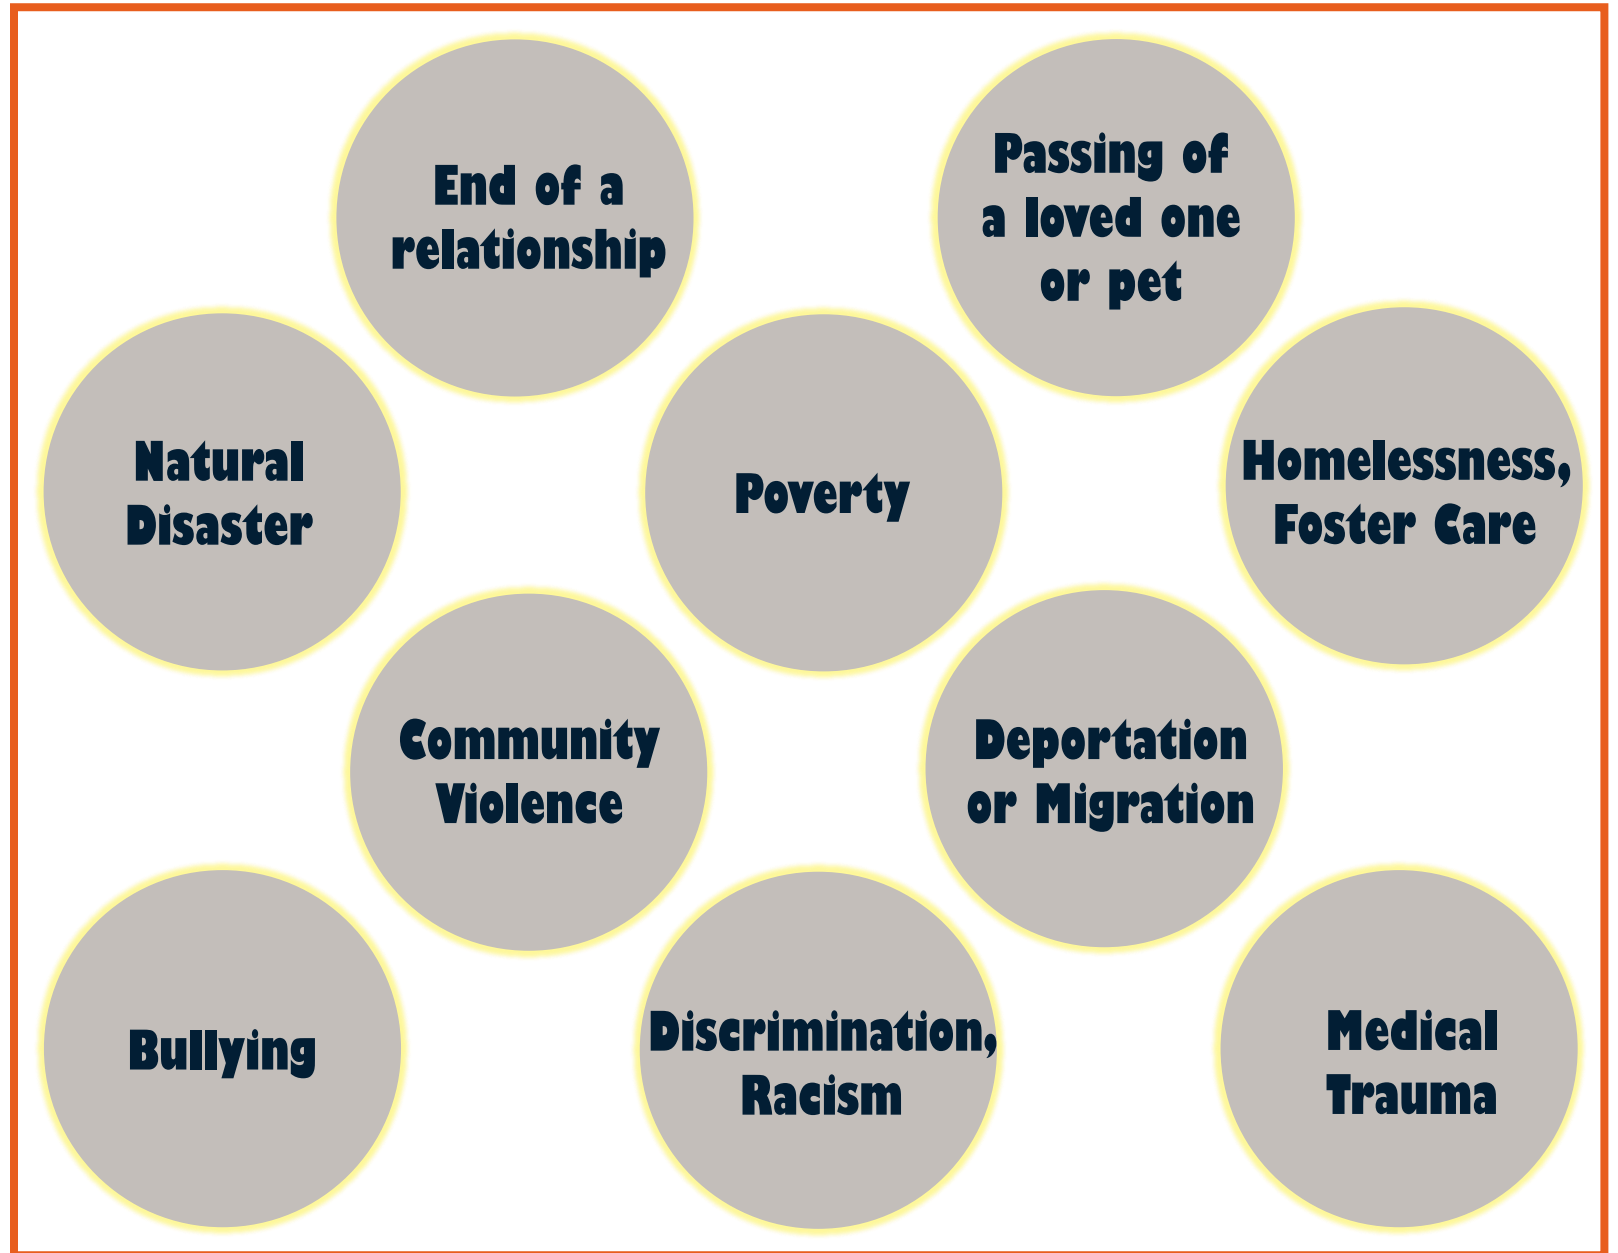 End of a
relationship
Passing of
a loved one
or pet
Natural
Disaster
Poverty
Homelessness,
Foster Care
Community
Violence
Deportation
or Migration
Bullying
Discrimination,
Racism
Medical
Trauma